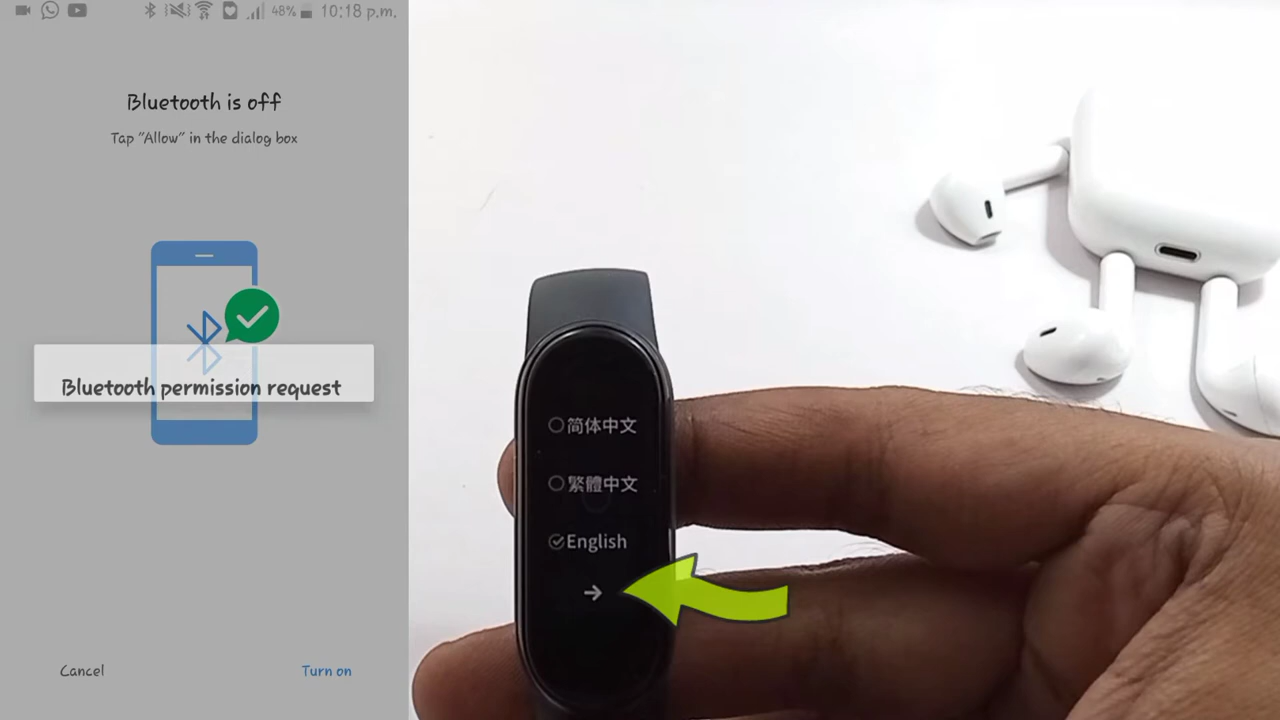 48% 10:18 p.m.
Bluetooth is off
Tap "Allow" in the dialog box
Bluetooth permission request
Cancel
Turn on
简体中文
繁體中文
English